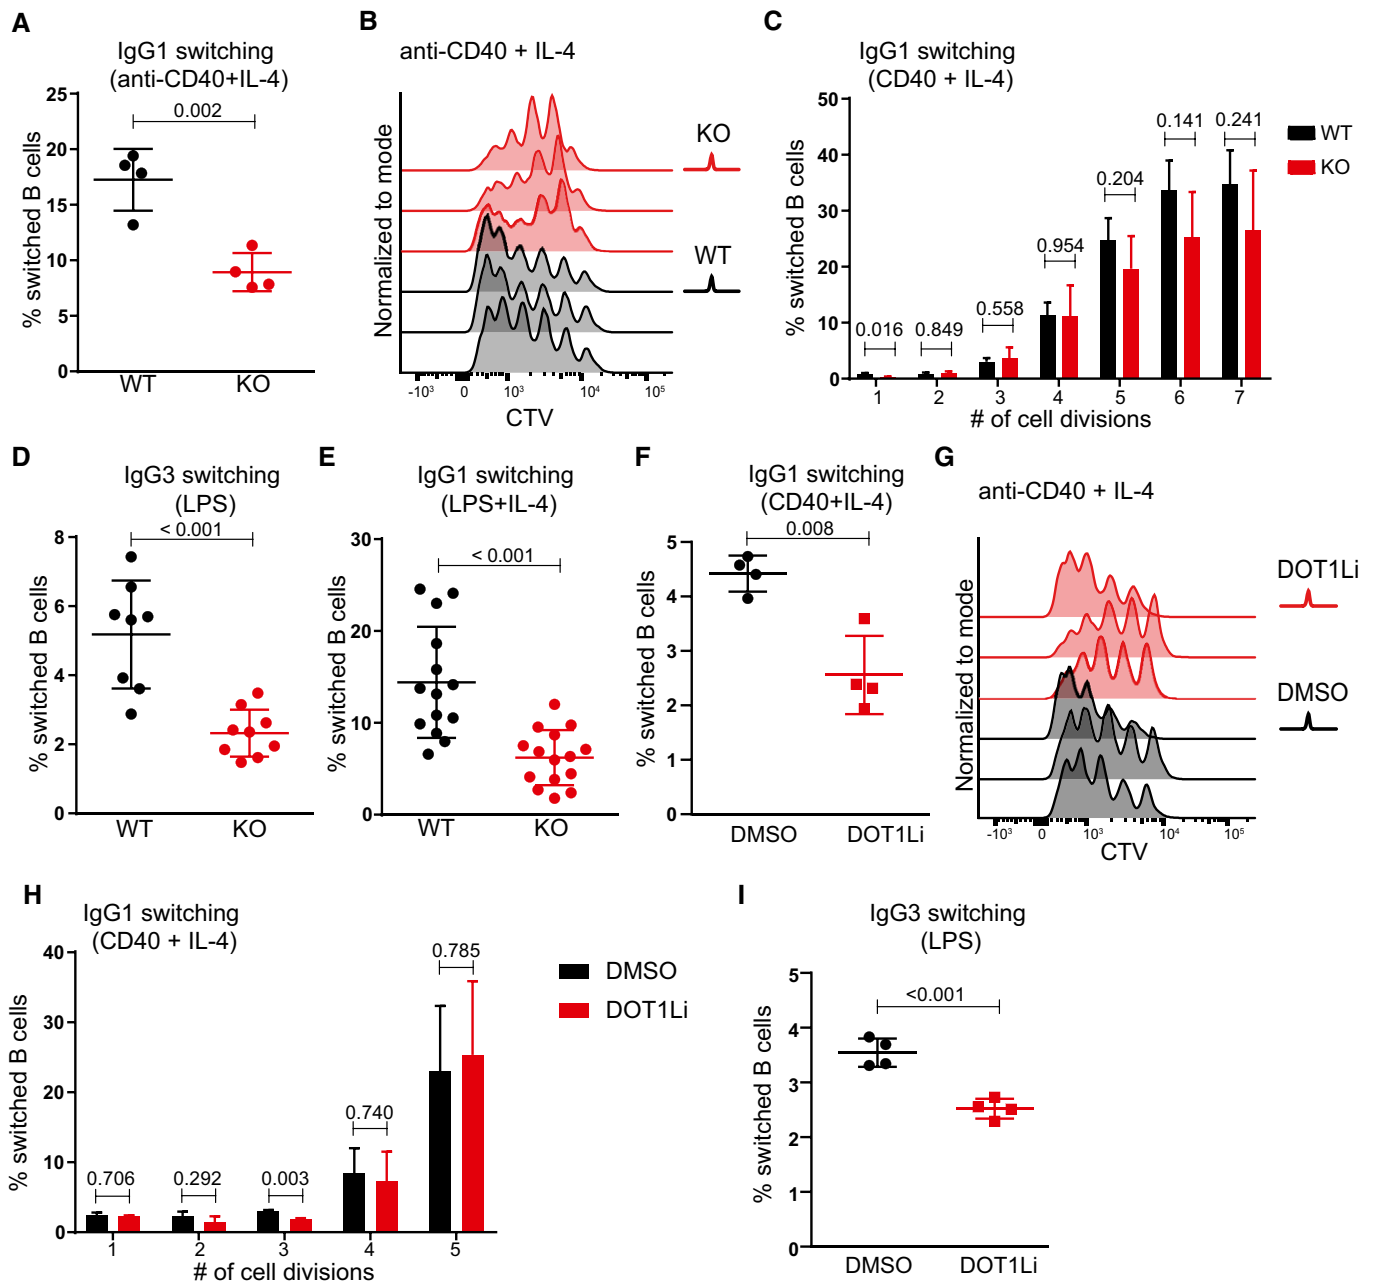 A
IgG1 switching
(anti-CD40+IL-4)
% switched B cells
25
20
15
10
5
0
0.002
WT
KO
B
anti-CD40 + IL-4
Normalized to mode
KO
WT
-10³
0
10³
10⁴
10⁵
CTV
C
IgG1 switching
(CD40 + IL-4)
% switched B cells
50
40
30
20
10
0
0.016
0.849
0.558
0.954
0.204
0.141
0.241
1
2
3
4
5
6
7
# of cell divisions
WT
KO
D
IgG3 switching
(LPS)
% switched B cells
8
6
4
2
0
< 0.001
WT
KO
E
IgG1 switching
(LPS+IL-4)
% switched B cells
30
20
10
0
< 0.001
WT
KO
F
IgG1 switching
(CD40+IL-4)
% switched B cells
5
4
3
2
1
0
0.008
DMSO
DOT1Li
G
anti-CD40 + IL-4
Normalized to mode
DOT1Li
DMSO
-10³
0
10³
10⁴
10⁵
CTV
H
IgG1 switching
(CD40 + IL-4)
% switched B cells
40
30
20
10
0
0.706
0.292
0.003
0.740
0.785
1
2
3
4
5
# of cell divisions
DMSO
DOT1Li
I
IgG3 switching
(LPS)
% switched B cells
5
4
3
2
1
0
<0.001
DMSO
DOT1Li